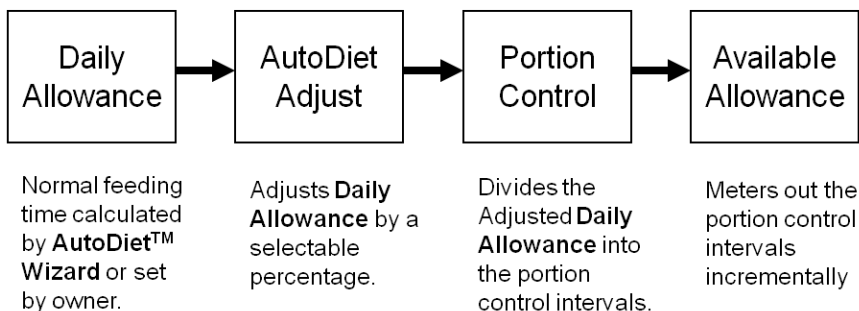 Daily
Allowance
AutoDiet
Adjust
Portion
Control
Available
Allowance
Normal feeding
time calculated
by AutoDiet™
Wizard or set
by owner.
Adjusts Daily
Allowance by a
selectable
percentage.
Divides the
Adjusted Daily
Allowance into
the portion
control intervals.
Meters out the
portion control
intervals
incrementally